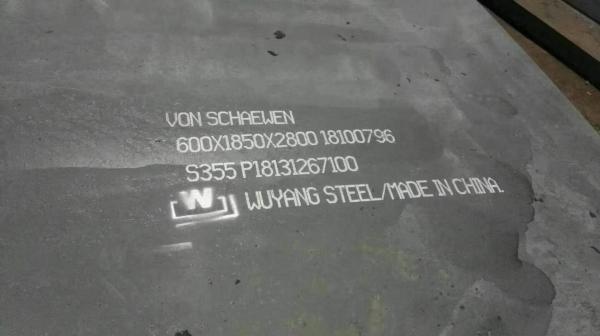 VON SCHAEWEN
600X1850X2800 18100796
S355 P18131267100
W WUYANG STEEL/MADE IN CHINA.